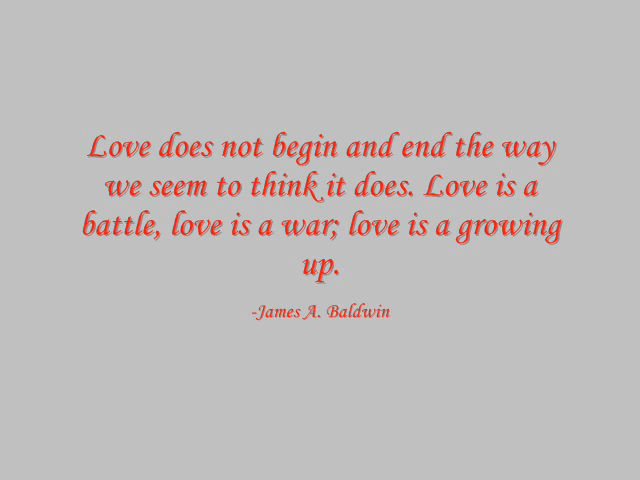 Love does not begin and end the way
we seem to think it does. Love is a
battle, love is a war; love is a growing
up.
-James A. Baldwin